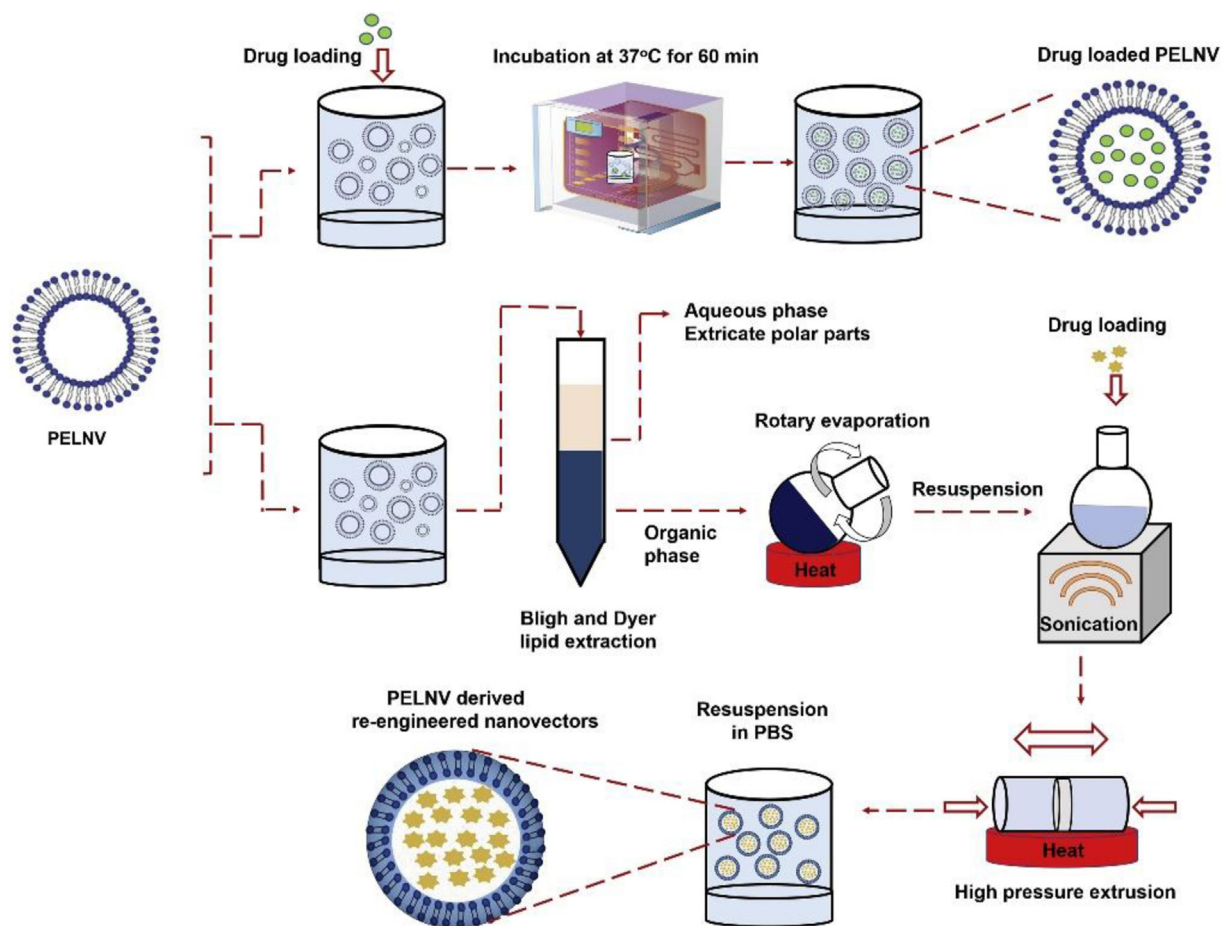 Drug loading
Incubation at 37°C for 60 min
Drug loaded PELNV
PELNV
Aqueous phase
Extricate polar parts
Drug loading
Rotary evaporation
Resuspension
Organic
phase
Heat
Bligh and Dyer
lipid extraction
Sonication
PELNV derived
re-engineered nanovectors
Resuspension
in PBS
Heat
High pressure extrusion